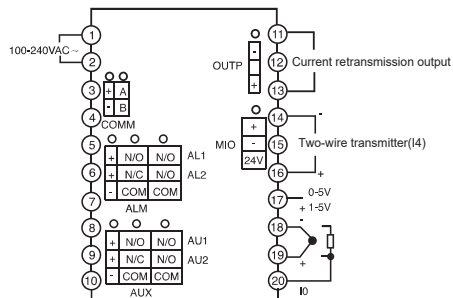 1
100-240VAC~
2
3
+ A
4
- B
COMM
5
+ N/O N/O AL1
6
+ N/C N/O AL2
7
- COM COM
ALM
8
+ N/O N/O AU1
9
+ N/C N/O AU2
10
- COM COM
AUX
11
-
OUTP
12
Current retransmission output
+
13
14
-
+
MIO
-
15
Two-wire transmitter(I4)
24V
16
+
17
0-5V
+ 1-5V
-
18
19
+
20
I0